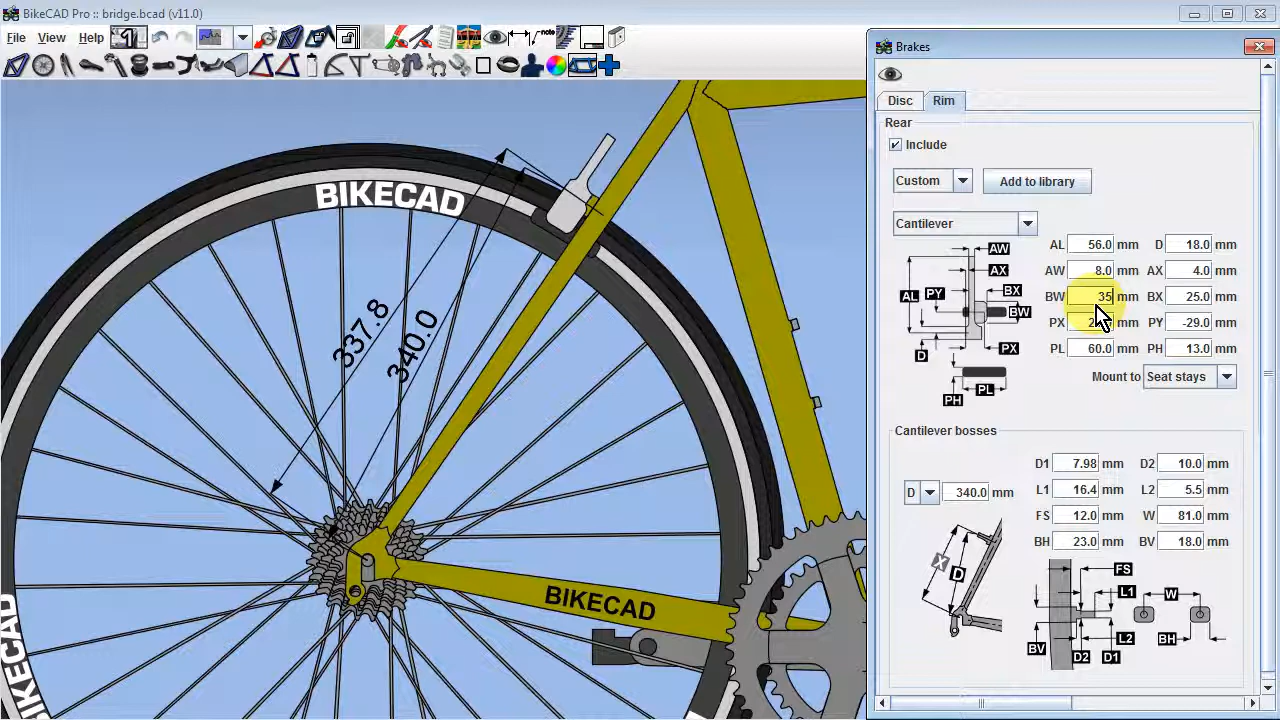 BikeCAD Pro :: bridge.bcad (v11.0)
File View Help
Brakes
Disc Rim
Rear
Include
Custom Add to library
Cantilever
AL 56.0 mm D 18.0 mm
AW 8.0 mm AX 4.0 mm
BW 35 mm BX 25.0 mm
PX mm PY -29.0 mm
PL 60.0 mm PH 13.0 mm
Mount to Seat stays
AW
AX
AL PY BX
BW
D PX
PL
PH
Cantilever bosses
D1 7.98 mm D2 10.0 mm
D 340.0 mm L1 16.4 mm L2 5.5 mm
FS 12.0 mm W 81.0 mm
BH 23.0 mm BV 18.0 mm
X D
FS
L1 W
L2 BH
BV D2 D1
BIKECAD
337.8
340.0
BIKECAD
BIKECAD